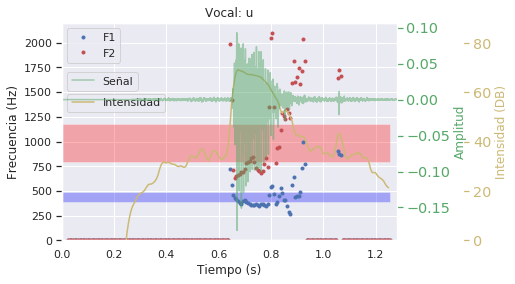 Vocal: u
F1
F2
Señal
Intensidad
Frecuencia (Hz)
2000
1750
1500
1250
1000
750
500
250
0
0.0 0.2 0.4 0.6 0.8 1.0 1.2
Tiempo (s)
0.10
0.05
0.00
−0.05
−0.10
−0.15
Amplitud
80
60
40
20
0
Intensidad (DB)